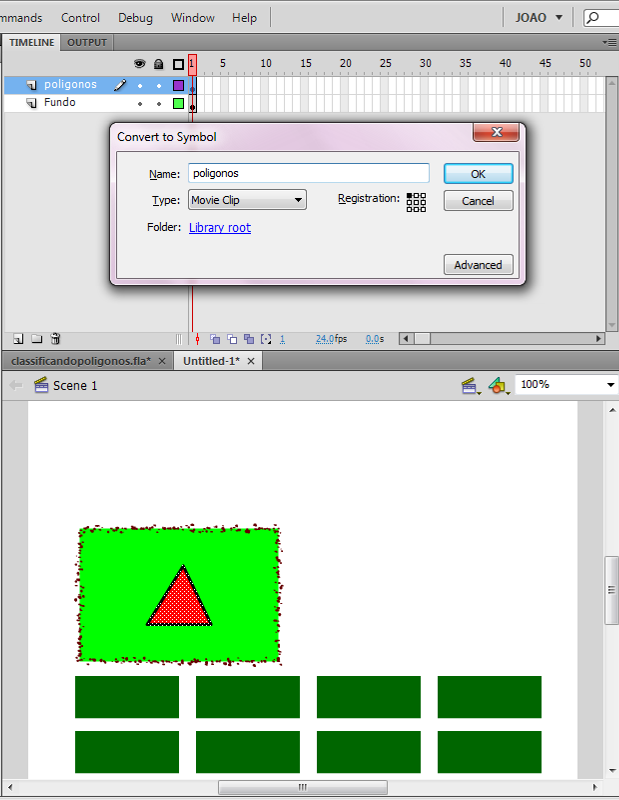 mmands Control Debug Window Help JOAO
TIMELINE OUTPUT
1 5 10 15 20 25 30 35 40 45 50
poligonos
Fundo
Convert to Symbol
Name: poligonos OK
Type: Movie Clip Registration: Cancel
Folder: Library root
Advanced
1 24.0fps 0.0s
classificandopoligonos.fla* Untitled-1*
Scene 1 100%